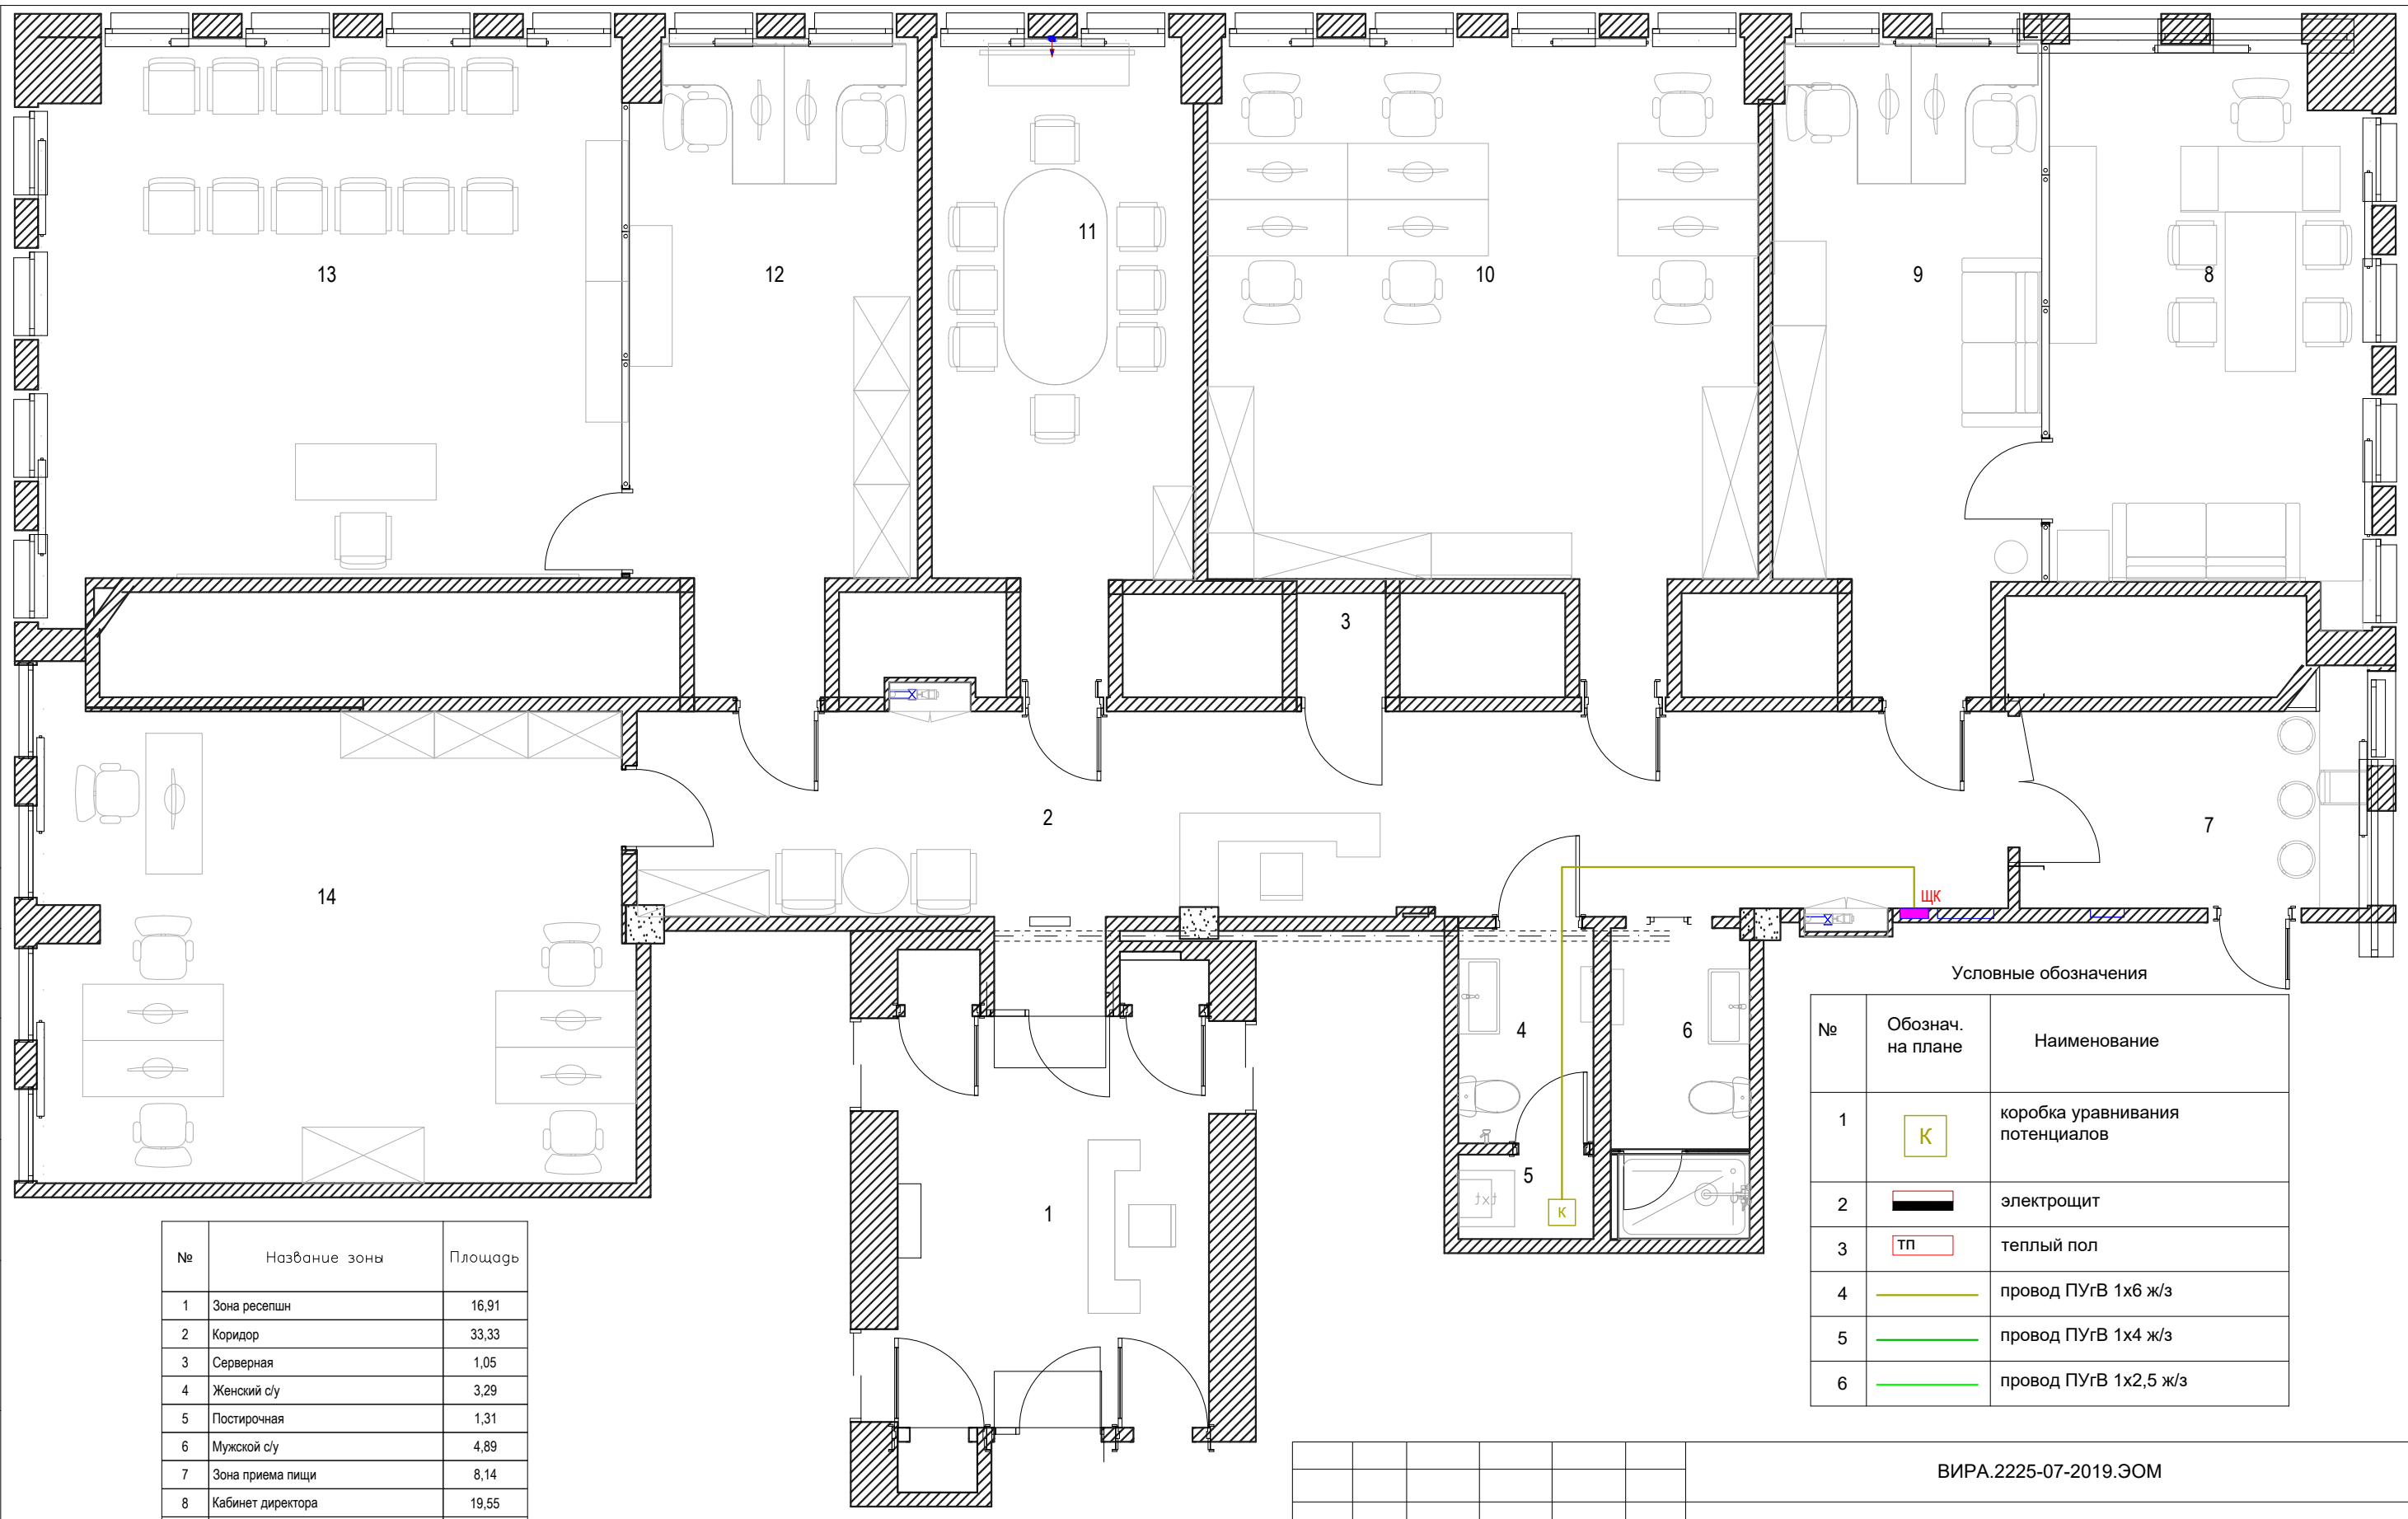 13
12
11
10
9
8
3
2
7
14
ЩК
4
6
5
К
1
Условные обозначения
№ Обознач. на плане Наименование
1 К коробка уравнивания потенциалов
2 электрощит
3 ТП теплый пол
4 провод ПУгВ 1х6 ж/з
5 провод ПУгВ 1х4 ж/з
6 провод ПУгВ 1х2,5 ж/з
№ Название зоны Площадь
1 Зона ресепшн 16,91
2 Коридор 33,33
3 Серверная 1,05
4 Женский с/у 3,29
5 Постирочная 1,31
6 Мужской с/у 4,89
7 Зона приема пищи 8,14
8 Кабинет директора 19,55
ВИРА.2225-07-2019.ЭОМ